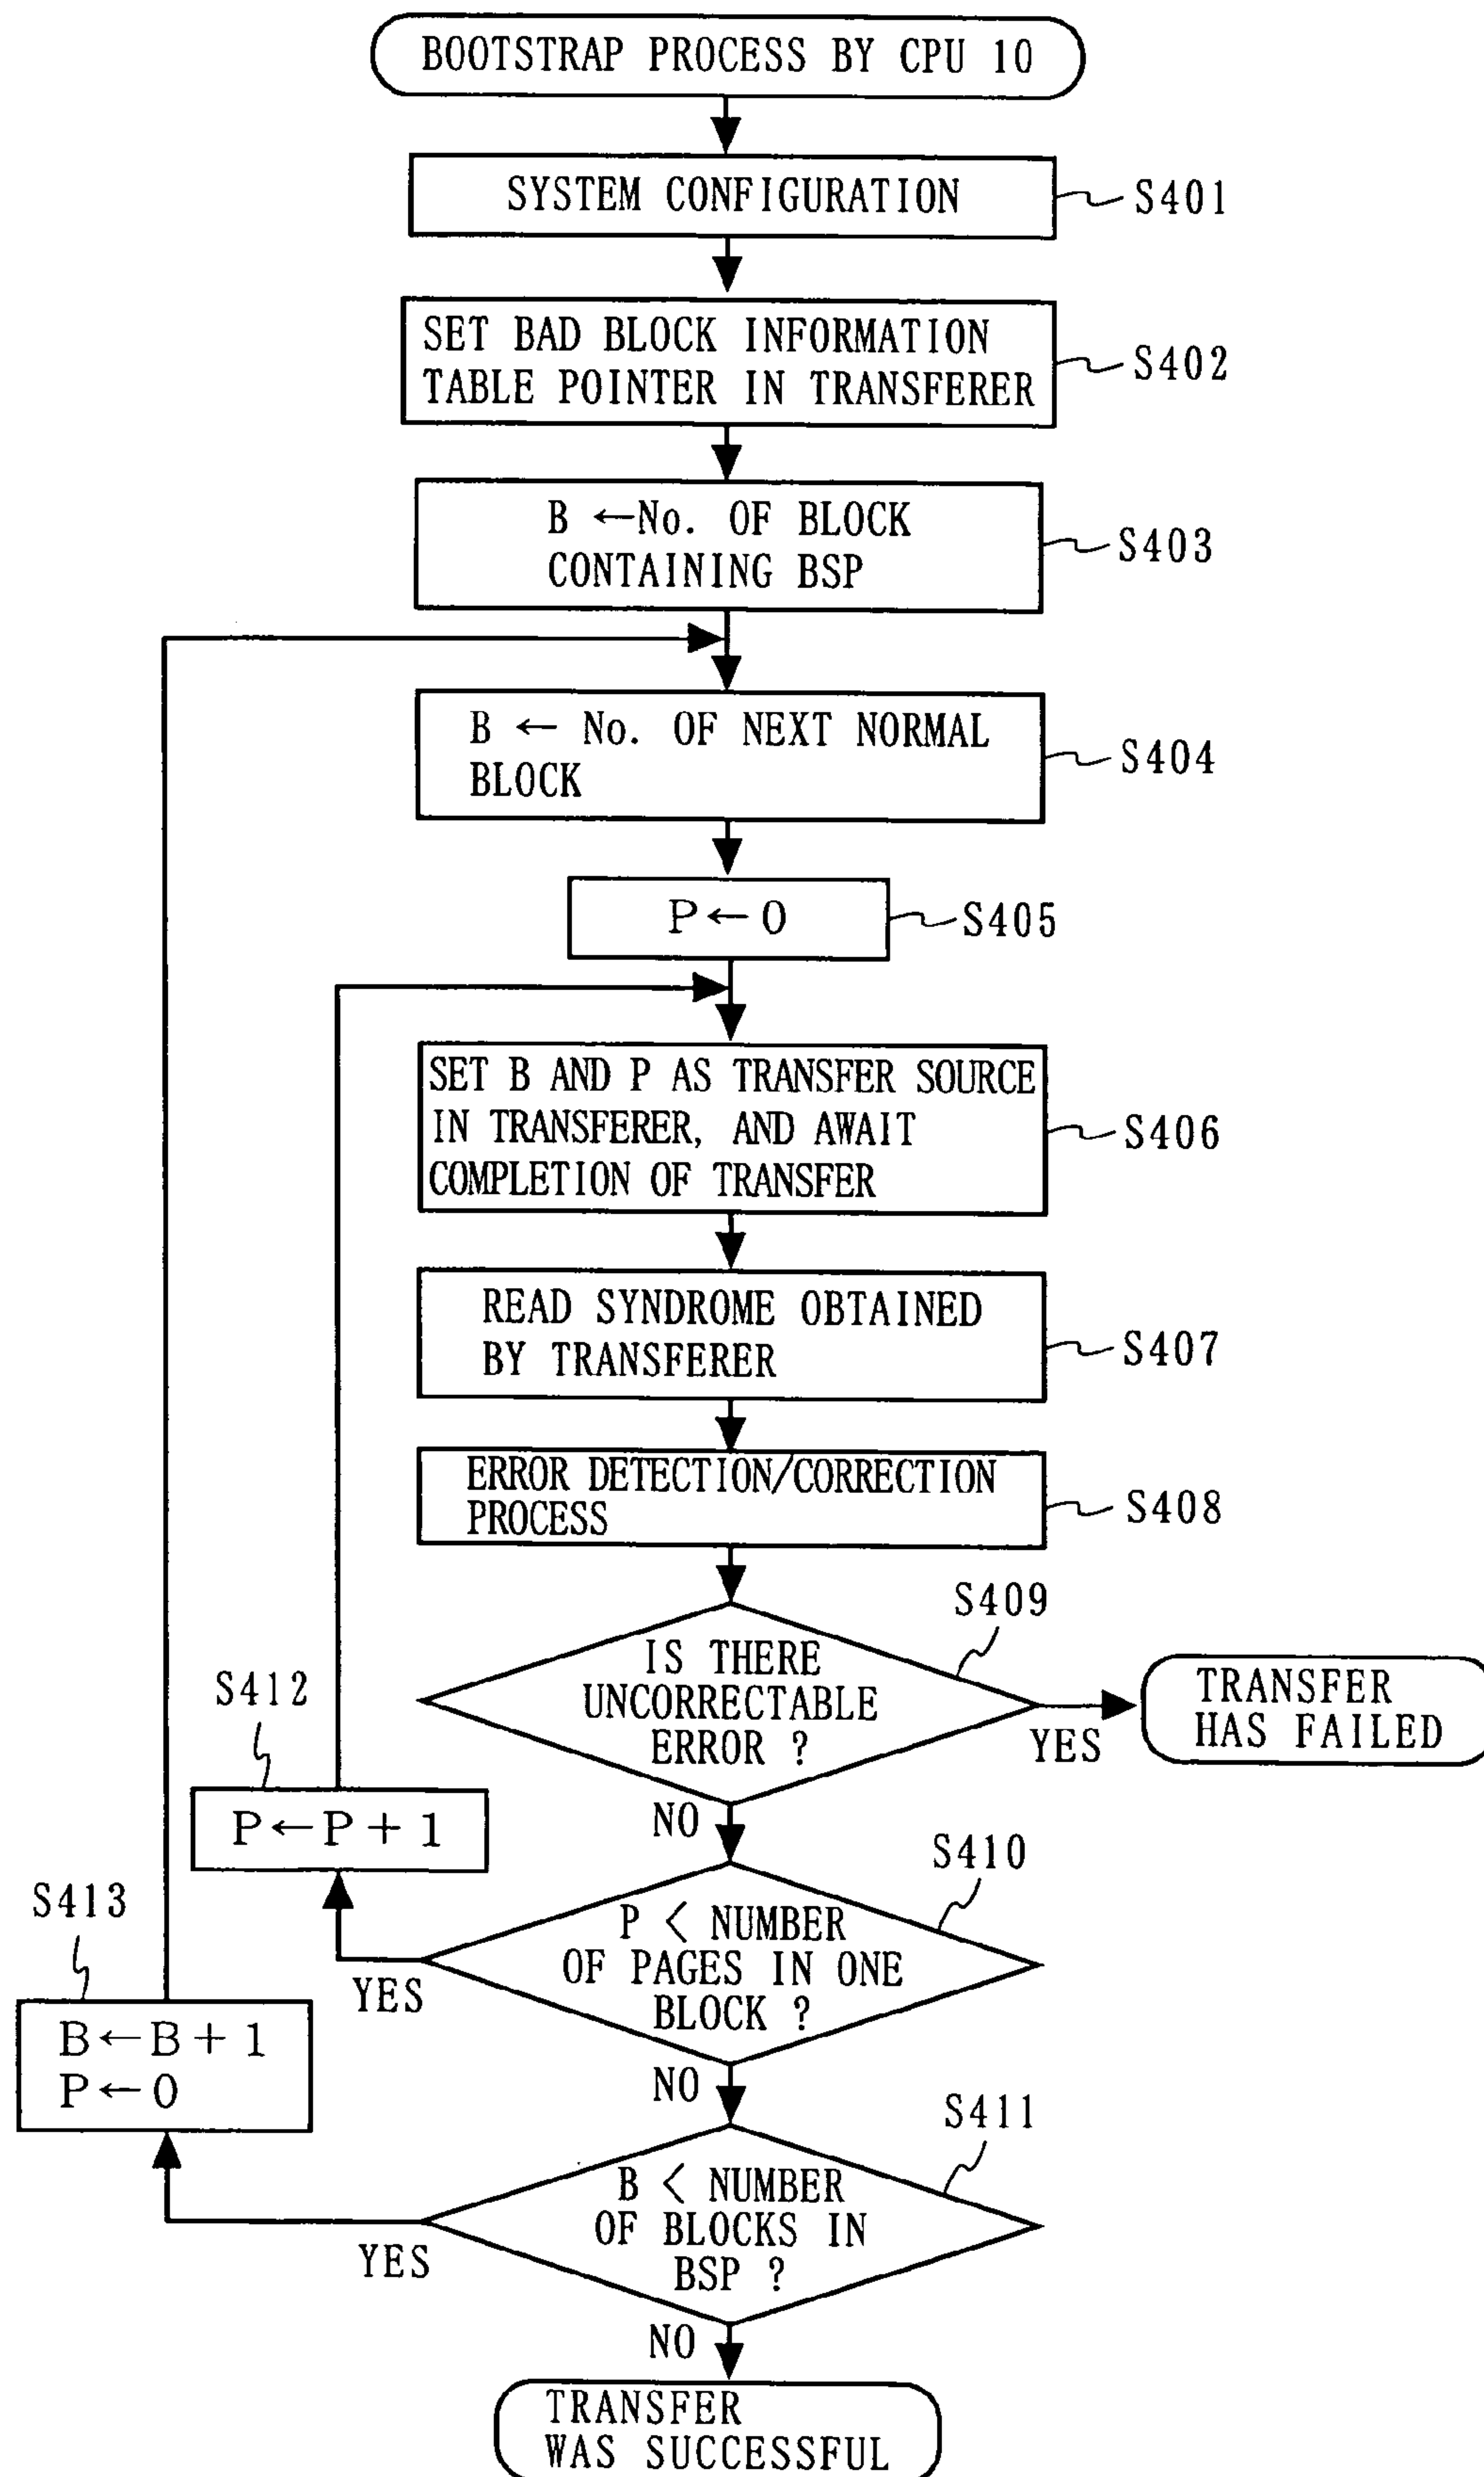 BOOTSTRAP PROCESS BY CPU 10
SYSTEM CONFIGURATION
S401
SET BAD BLOCK INFORMATION
TABLE POINTER IN TRANSFERER
S402
B ←No. OF BLOCK
CONTAINING BSP
S403
B ← No. OF NEXT NORMAL
BLOCK
S404
P←0
S405
SET B AND P AS TRANSFER SOURCE
IN TRANSFERER, AND AWAIT
COMPLETION OF TRANSFER
S406
READ SYNDROME OBTAINED
BY TRANSFERER
S407
ERROR DETECTION/CORRECTION
PROCESS
S408
S409
IS THERE
UNCORRECTABLE
ERROR ?
YES
TRANSFER
HAS FAILED
NO
S412
P←P+1
S410
P < NUMBER
OF PAGES IN ONE
BLOCK ?
YES
NO
S413
B←B+1
P←0
S411
B < NUMBER
OF BLOCKS IN
BSP ?
YES
NO
TRANSFER
WAS SUCCESSFUL